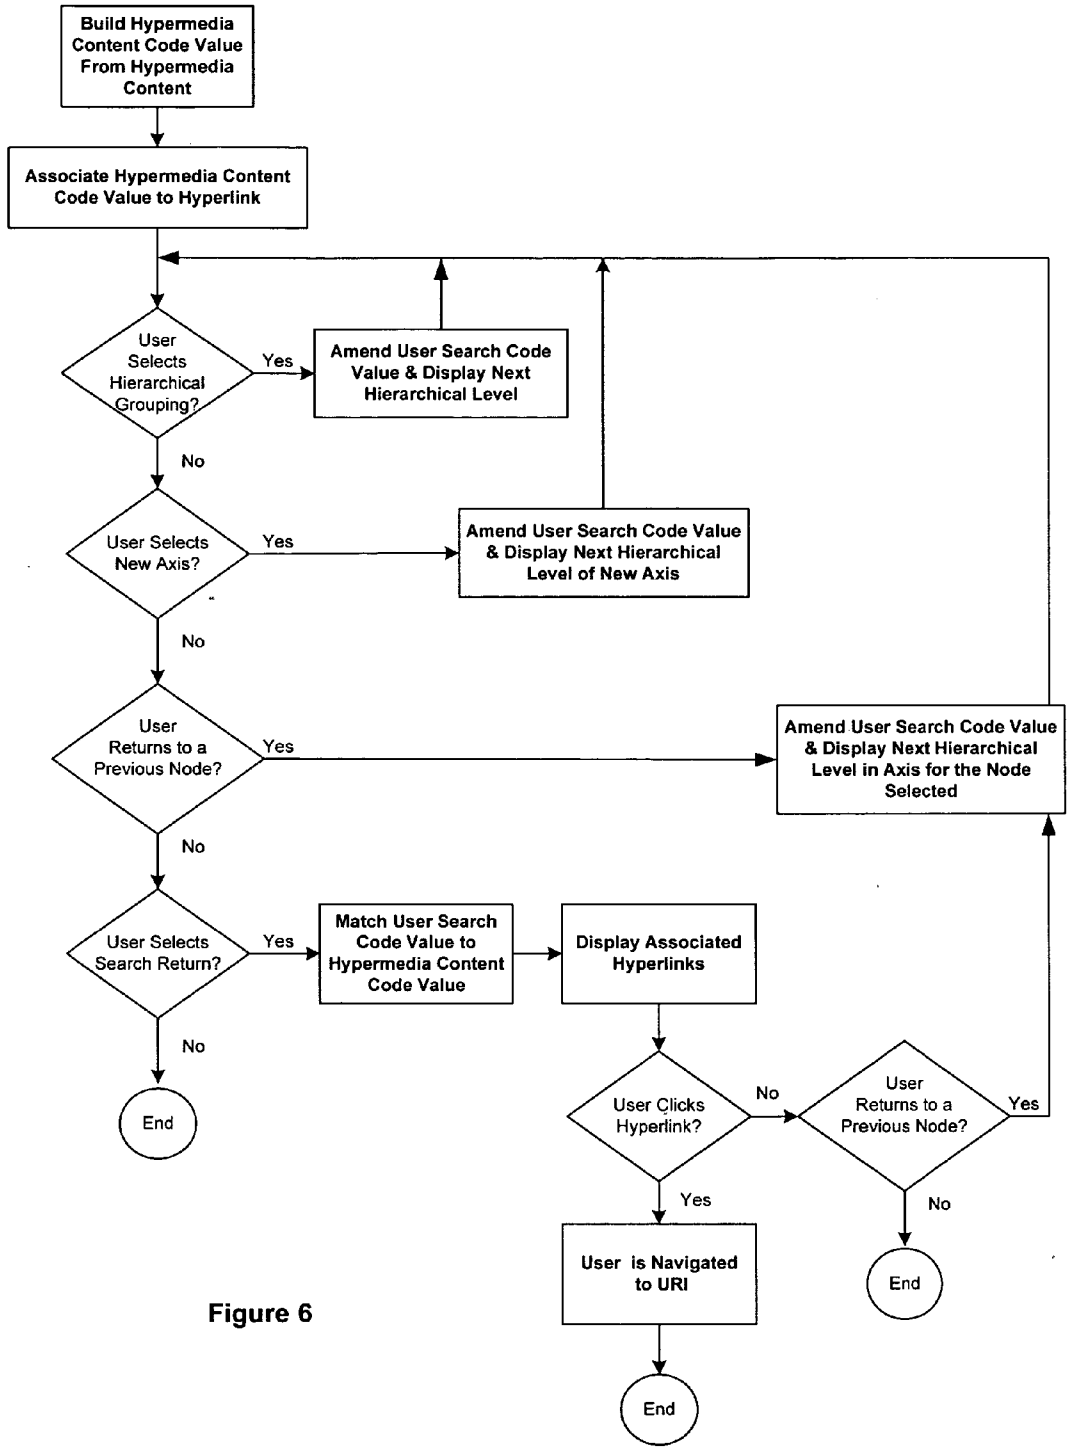 Build Hypermedia
Content Code Value
From Hypermedia
Content
Associate Hypermedia Content
Code Value to Hyperlink
User
Selects
Hierarchical
Grouping?
Yes
Amend User Search Code
Value & Display Next
Hierarchical Level
No
User Selects
New Axis?
Yes
Amend User Search Code Value
& Display Next Hierarchical
Level of New Axis
No
User
Returns to a
Previous Node?
Yes
Amend User Search Code Value
& Display Next Hierarchical
Level in Axis for the Node
Selected
No
User Selects
Search Return?
Yes
Match User Search
Code Value to
Hypermedia Content
Code Value
Display Associated
Hyperlinks
No
End
User Clicks
Hyperlink?
No
User
Returns to a
Previous Node?
Yes
Yes
No
User is Navigated
to URI
End
Figure 6
End